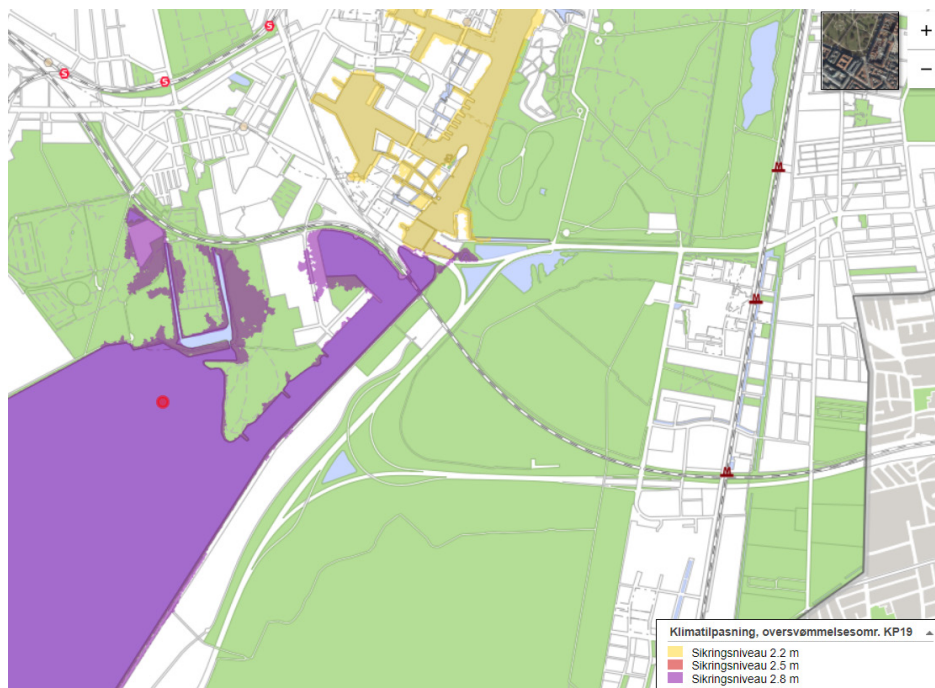 S
S
S
+
−
M
M
M
Klimatilpasning, oversvømmelsesomr. KP19
Sikringsniveau 2.2 m
Sikringsniveau 2.5 m
Sikringsniveau 2.8 m